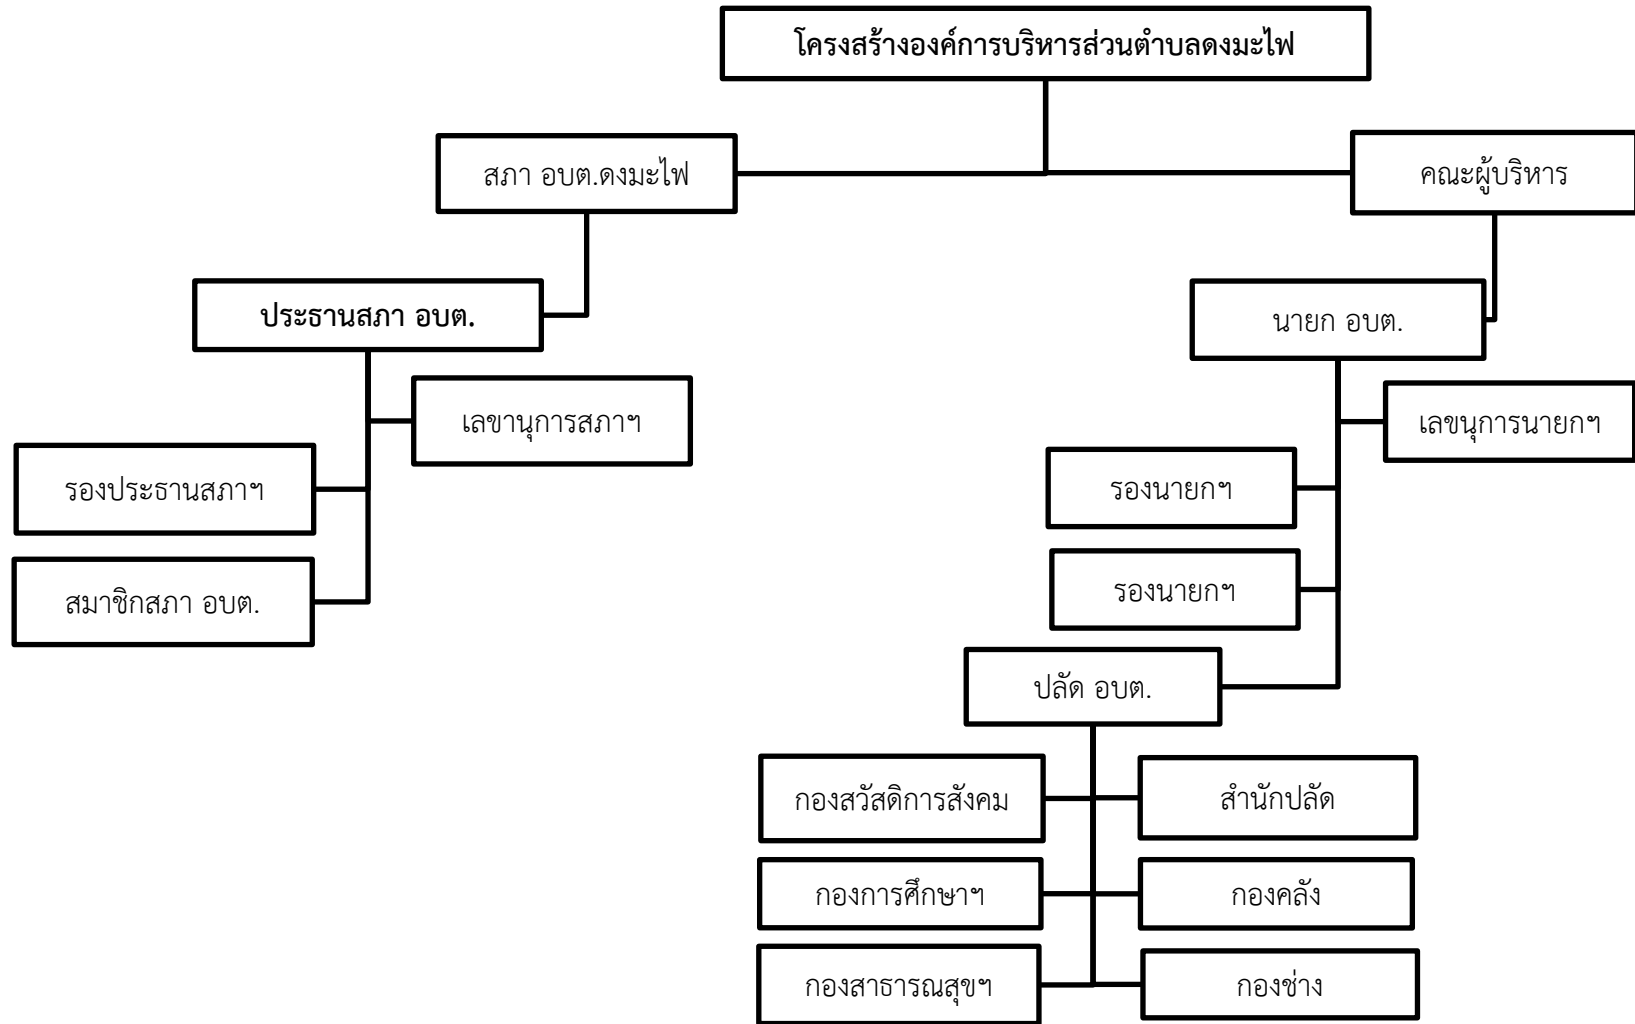 โครงสร้างองค์การบริหารส่วนตำบลดงมะไฟ
สภา อบต.ดงมะไฟ
คณะผู้บริหาร
ประธานสภา อบต.
นายก อบต.
เลขานุการสภาฯ
เลขนุการนายกฯ
รองประธานสภาฯ
รองนายกฯ
สมาชิกสภา อบต.
รองนายกฯ
ปลัด อบต.
กองสวัสดิการสังคม
สำนักปลัด
กองการศึกษาฯ
กองคลัง
กองสาธารณสุขฯ
กองช่าง